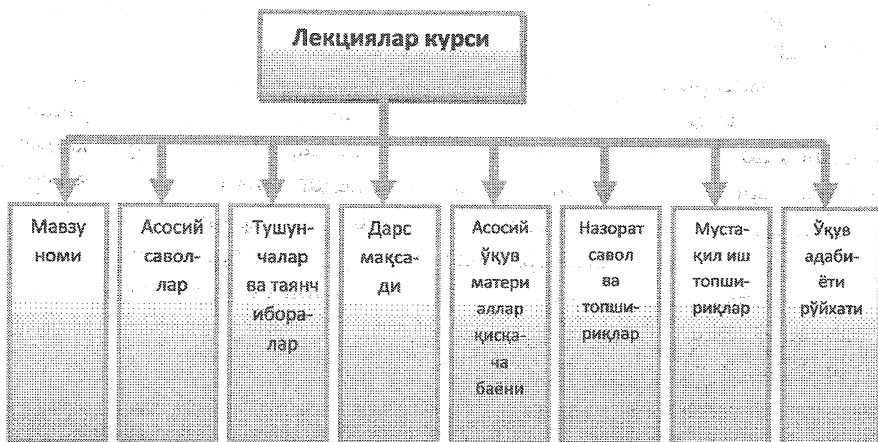 Лекциялар курси
Мавзу
номи
Асосий
савол-
лар
Тушун-
чалар
ва таянч
ибора-
лар
Дарс
мақса-
ди
Асосий
ўқув
матери
аллар
қисқа-
ча
баёни
Назорат
савол
ва
топши-
риқлар
Муста-
қил иш
топши-
риқлар
Ўқув
адаби-
ёти
рўйхати